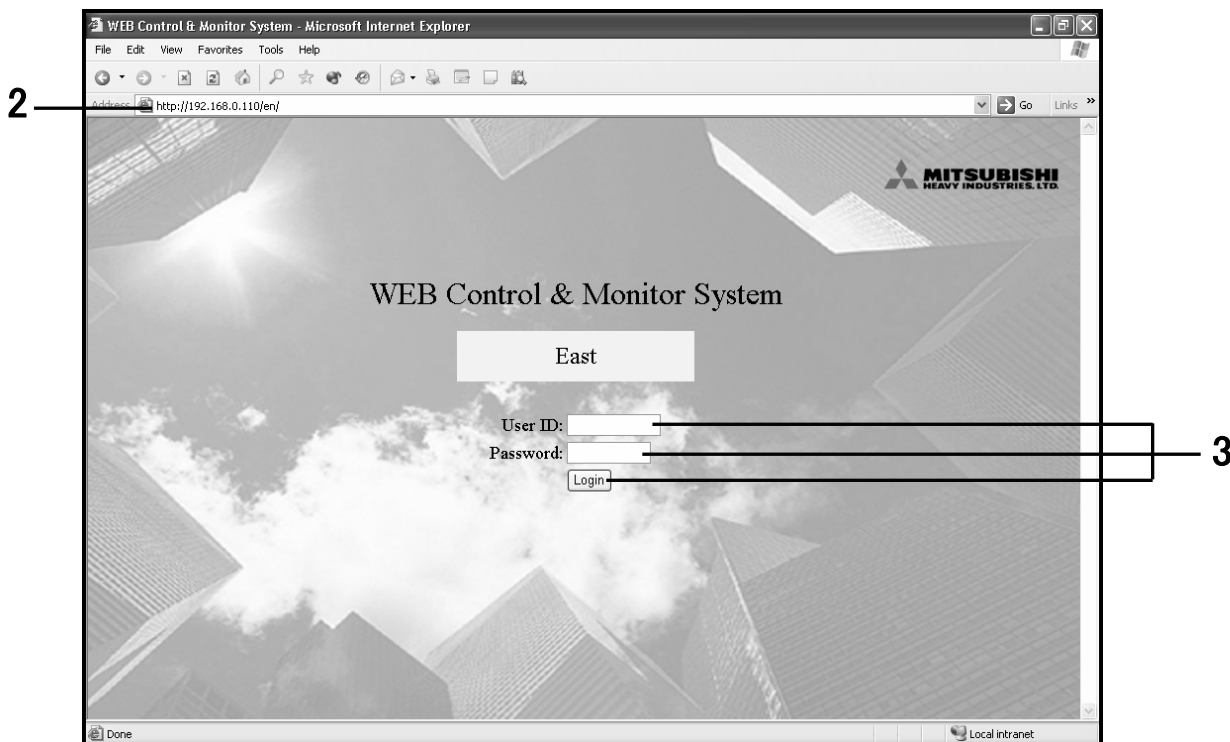 WEB Control & Monitor System - Microsoft Internet Explorer
File Edit View Favorites Tools Help
2
Address http://192.168.0.110/en/ Go Links »
MITSUBISHI
HEAVY INDUSTRIES, LTD.
WEB Control & Monitor System
East
User ID:
Password:
3
Login
Done Local intranet